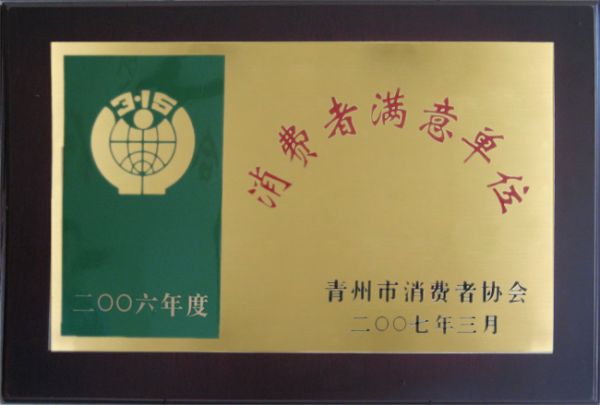 3·15
二〇〇六年度
消费者满意单位
青州市消费者协会
二〇〇七年三月